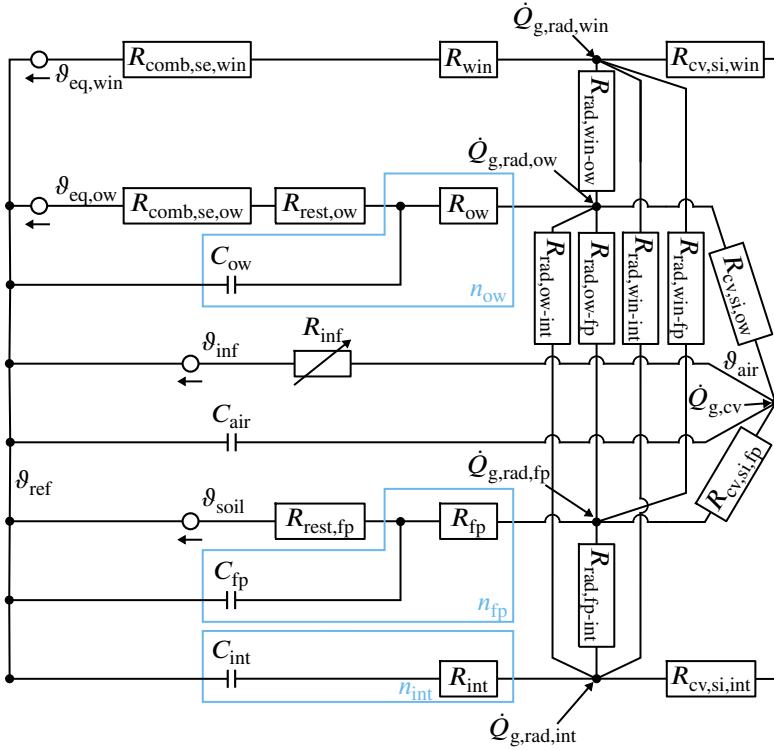 Q̇g,rad,win
ϑeq,win
Rcomb,se,win
Rwin
Rcv,si,win
Rrad,win-ow
Q̇g,rad,ow
ϑeq,ow
Rcomb,se,ow
Rrest,ow
Row
Cow
now
Rrad,ow-int
Rrad,ow-fp
Rrad,win-int
Rrad,win-fp
Rcv,si,ow
ϑinf
Rinf
ϑair
Q̇g,cv
Cair
ϑref
ϑsoil
Rrest,fp
Rfp
Q̇g,rad,fp
Rcv,si,fp
Cfp
nfp
Rrad,fp-int
Cint
nint
Rint
Rcv,si,int
Q̇g,rad,int